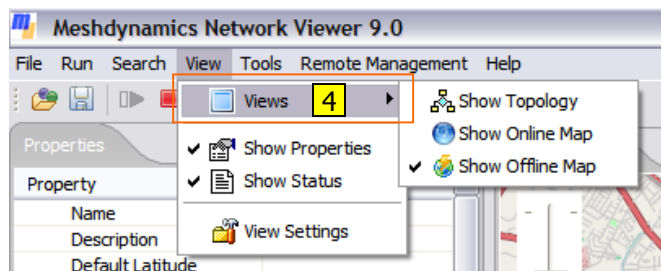 Meshdynamics Network Viewer 9.0
File Run Search View Tools Remote Management Help
Views 4
Show Topology
Show Online Map
Show Offline Map
Properties
Show Properties
Property
Show Status
Name
Description
View Settings
Default Latitude